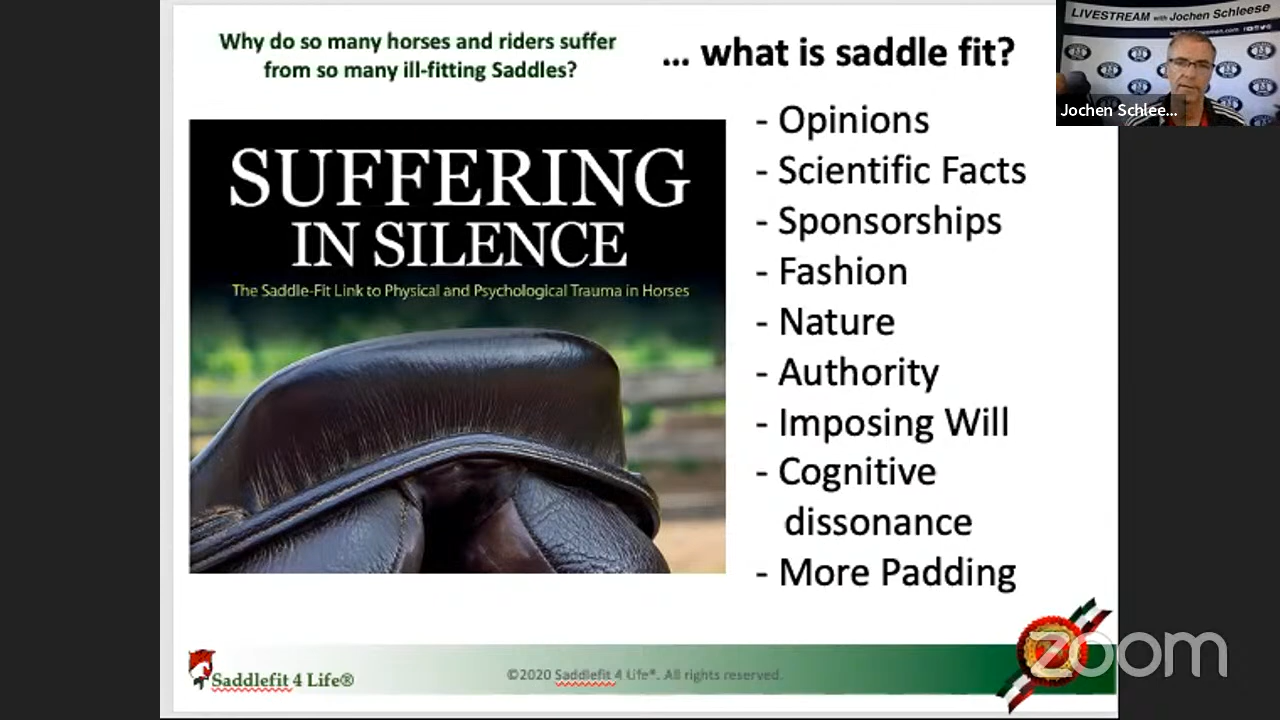 Why do so many horses and riders suffer
from so many ill-fitting Saddles?
... what is saddle fit?
LIVESTREAM with Jochen Schleese
Jochen Schlee...
SUFFERING
IN SILENCE
The Saddle-Fit Link to Physical and Psychological Trauma in Horses
- Opinions
- Scientific Facts
- Sponsorships
- Fashion
- Nature
- Authority
- Imposing Will
- Cognitive
dissonance
- More Padding
Saddlefit 4 Life®
©2020 Saddlefit 4 Life®. All rights reserved.
zoom